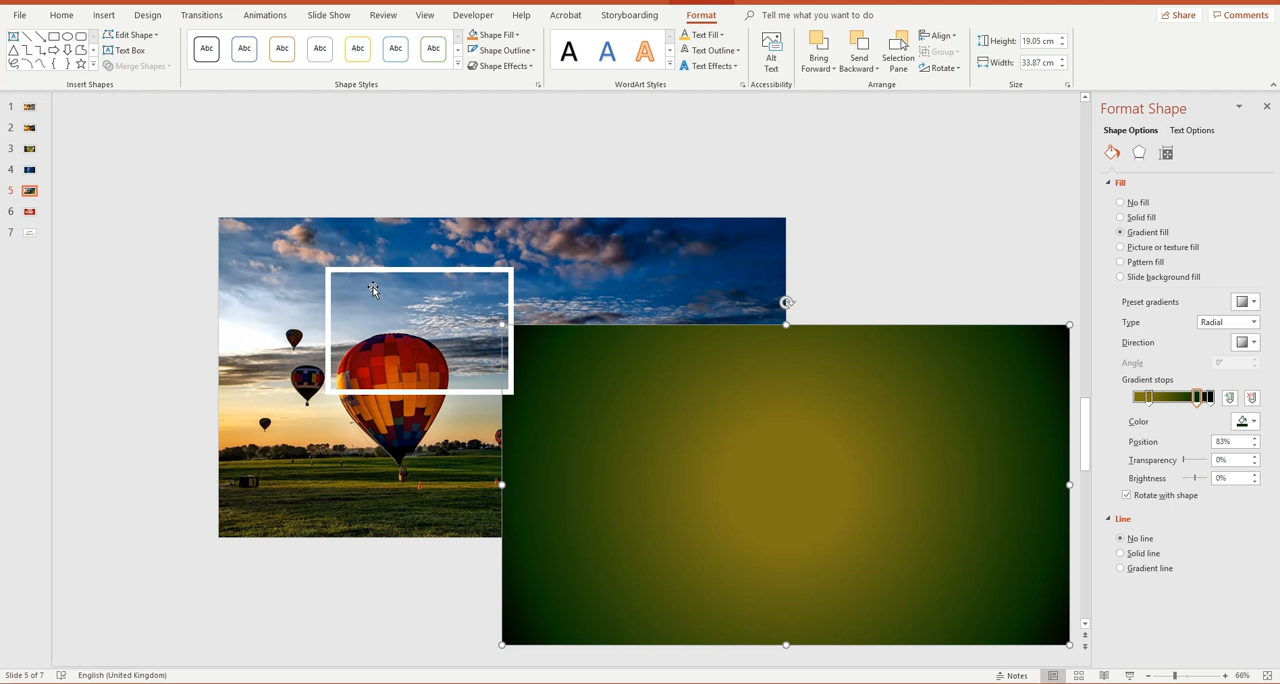 File Home Insert Design Transitions Animations Slide Show Review View Developer Help Acrobat Storyboarding Format Tell me what you want to do Share Comments
Edit Shape
Text Box
Merge Shapes
Insert Shapes
Abc Abc Abc Abc Abc Abc Abc
Shape Fill
Shape Outline
Shape Effects
Shape Styles
A A A
Text Fill
Text Outline
Text Effects
WordArt Styles
Alt
Text
Accessibility
Bring
Forward
Send
Backward
Selection
Pane
Align
Group
Rotate
Arrange
Height: 19.05 cm
Width: 33.87 cm
Size
1
2
3
4
5
6
7
Format Shape
Shape Options Text Options
Fill
No fill
Solid fill
Gradient fill
Picture or texture fill
Pattern fill
Slide background fill
Preset gradients
Type Radial
Direction
Angle 0°
Gradient stops
Color
Position 83%
Transparency 0%
Brightness 0%
Rotate with shape
Line
No line
Solid line
Gradient line
Slide 5 of 7 English (United Kingdom) Notes 66%